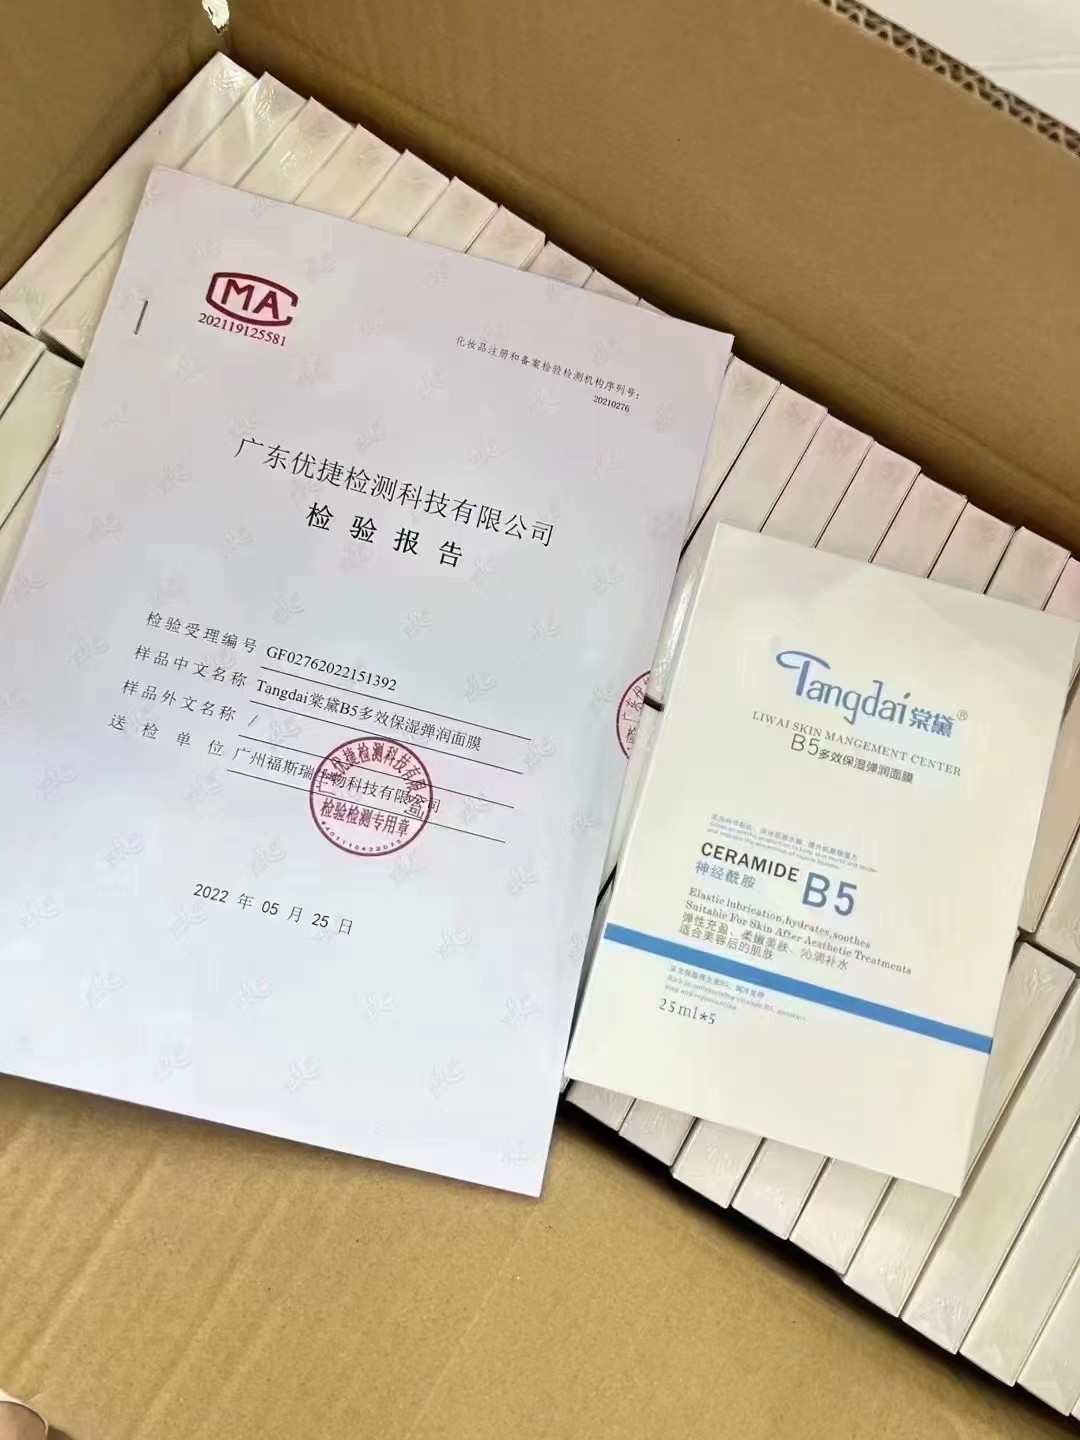 MA
202119125581
化妆品注册和备案检验检测机构序列号：
20210276
广东优捷检测科技有限公司
检验报告
检验受理编号 GF02762022151392
样品中文名称 Tangdai棠黛B5多效保湿弹润面膜
样品外文名称 /
送检单位 广州福斯瑞生物科技有限公司
检验检测专用章
2022 年 05 月 25 日
Tangdai棠黛®
LIWAI SKIN MANGEMENT CENTER
B5多效保湿弹润面膜
CERAMIDE
神经酰胺
B5
Elastic lubrication,hydrates,soothes
Suitable For Skin After Aesthetic Treatments
弹性充盈、柔嫩美肤、沁润补水
适合美容后的肌肤
25ml*5